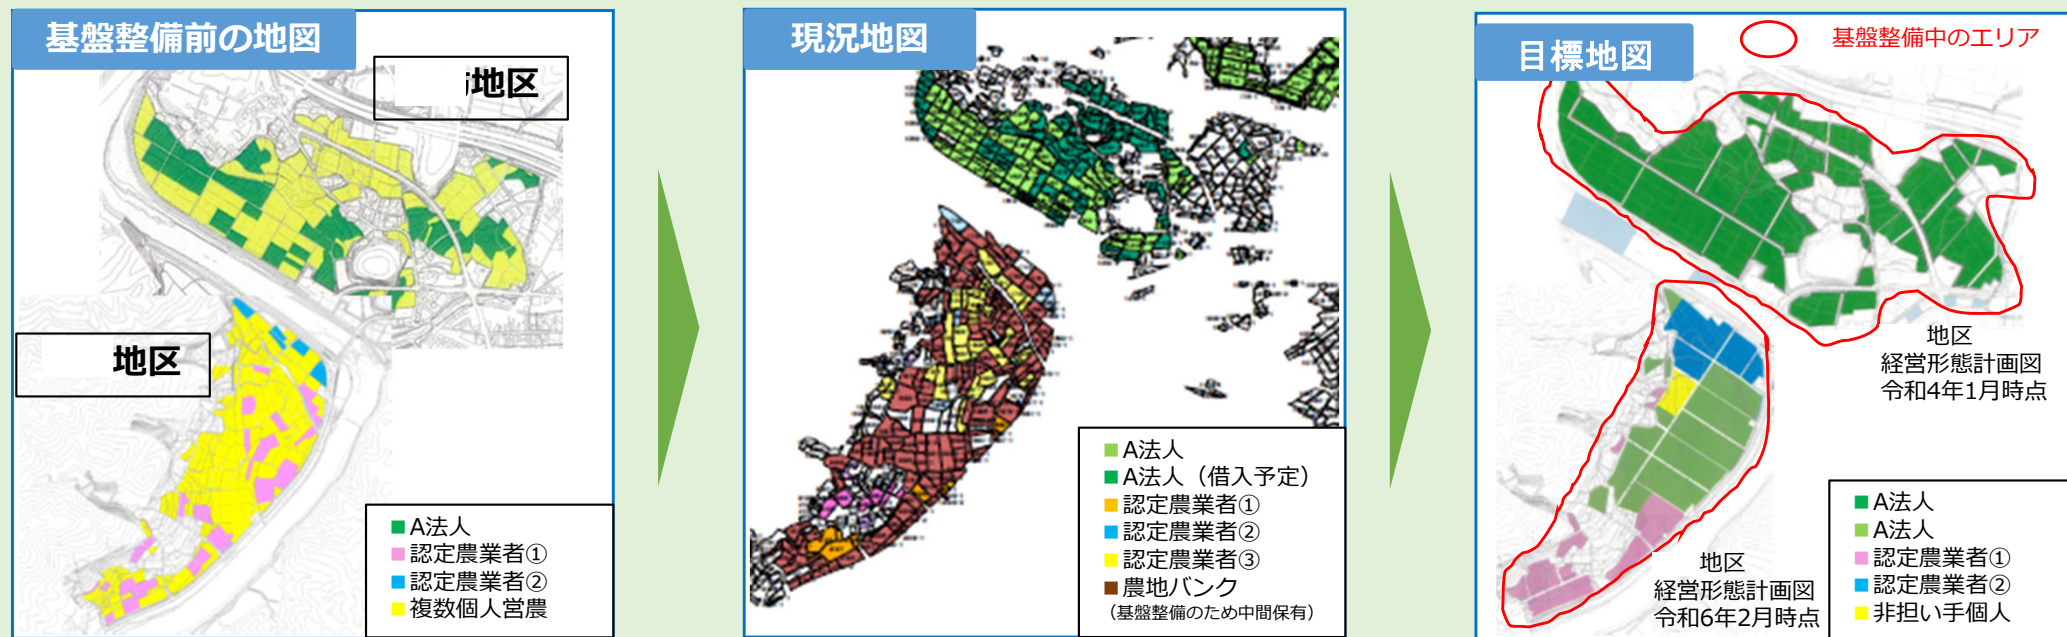 基盤整備前の地図
地区
地区
A法人
認定農業者①
認定農業者②
複数個人営農
現況地図
A法人
A法人（借入予定）
認定農業者①
認定農業者②
認定農業者③
農地バンク
（基盤整備のため中間保有）
目標地図
基盤整備中のエリア
地区
経営形態計画図
令和4年1月時点
地区
経営形態計画図
令和6年2月時点
A法人
A法人
認定農業者①
認定農業者②
非担い手個人